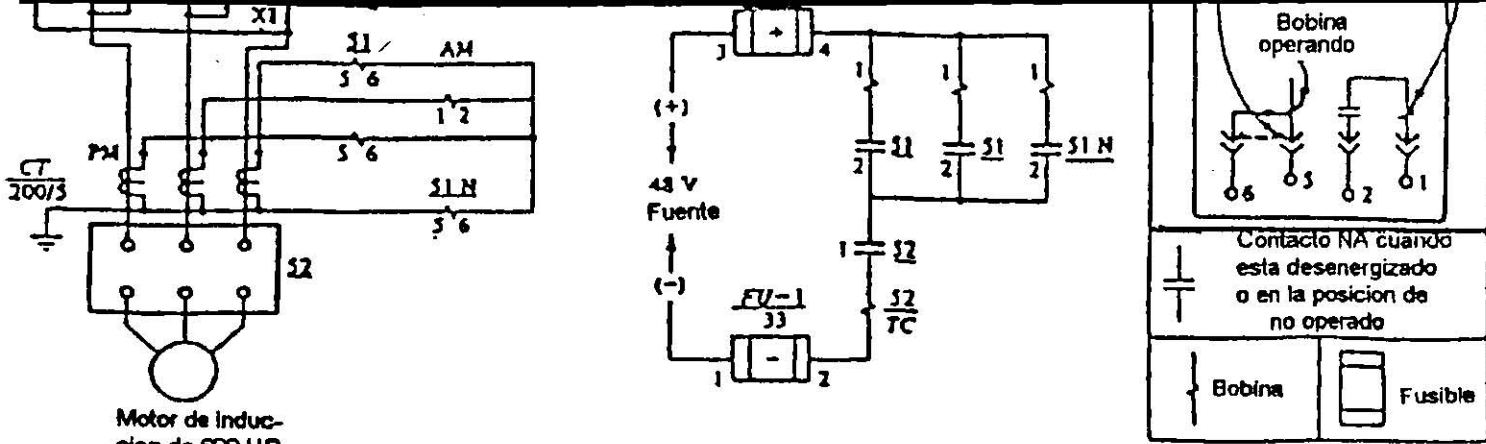 X1
51
AM
5 6
1 2
5 6
PM
CT
200/5
51 N
5 6
52
Motor de induc-
3
+
4
(+)
48 V
Fuente
(-)
1
1
1
2
51
2
51
2
51 N
1
52
52
TC
FU-1
33
1
-
2
Bobina
operando
6
5
2
1
Contacto NA cuando
esta desenergizado
o en la posicion de
no operado
Bobina
Fusible